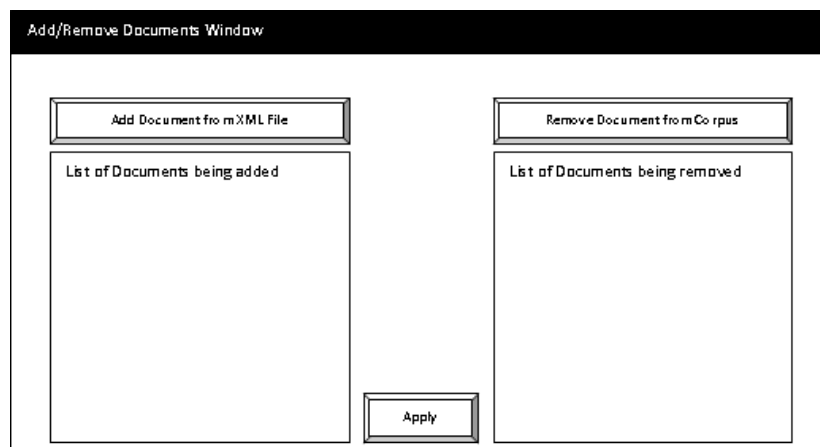 Add/Remove Documents Window
Add Document from XML File
Remove Document from Corpus
List of Documents being added
List of Documents being removed
Apply